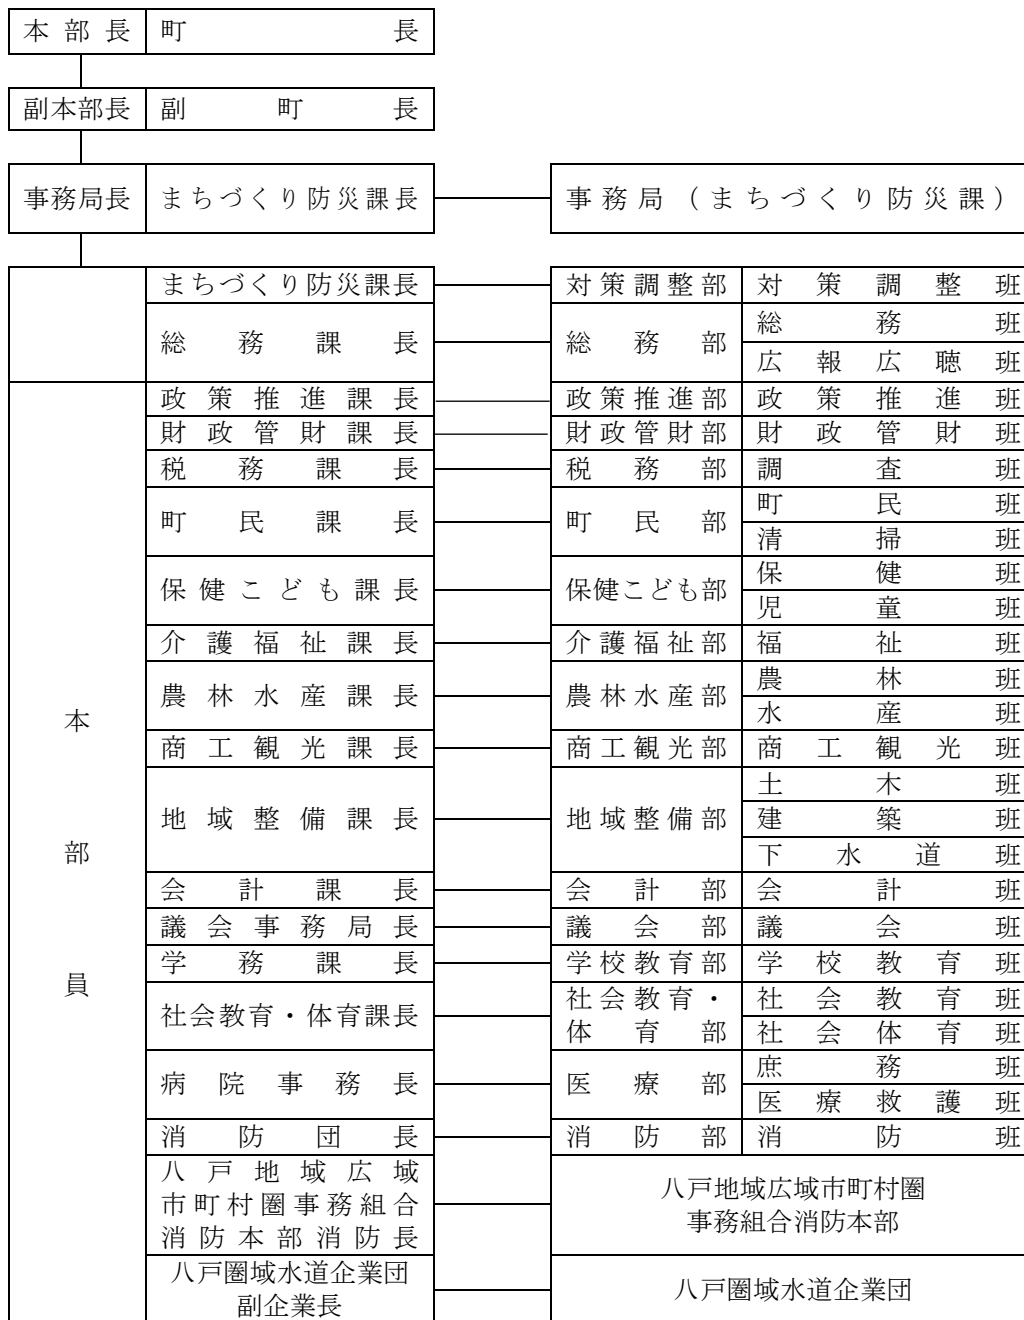 本部長 町長
副本部長 副町長
事務局長 まちづくり防災課長 事務局（まちづくり防災課）
まちづくり防災課長 対策調整部 対策調整班
総務課長 総務部 総務班
広報広聴班
政策推進課長 政策推進部 政策推進班
財政管財課長 財政管財部 財政管財班
税務課長 税務部 調査班
町民課長 町民部 町民班
清掃班
保健こども課長 保健こども部 保健班
児童班
介護福祉課長 介護福祉部 福祉班
農林水産課長 農林水産部 農林班
水産班
本部員
商工観光課長 商工観光部 商工観光班
地域整備課長 地域整備部 土木班
建築班
下水道班
会計課長 会計部 会計班
議会事務局長 議会部 議会班
学務課長 学校教育部 学校教育班
社会教育・体育課長 社会教育・ 社会教育班
体育部 社会体育班
病院事務長 医療部 庶務班
医療救護班
消防団長 消防部 消防班
八戸地域広域
市町村圏事務組合
消防本部消防長
八戸地域広域市町村圏
事務組合消防本部
八戸圏域水道企業団
副企業長
八戸圏域水道企業団